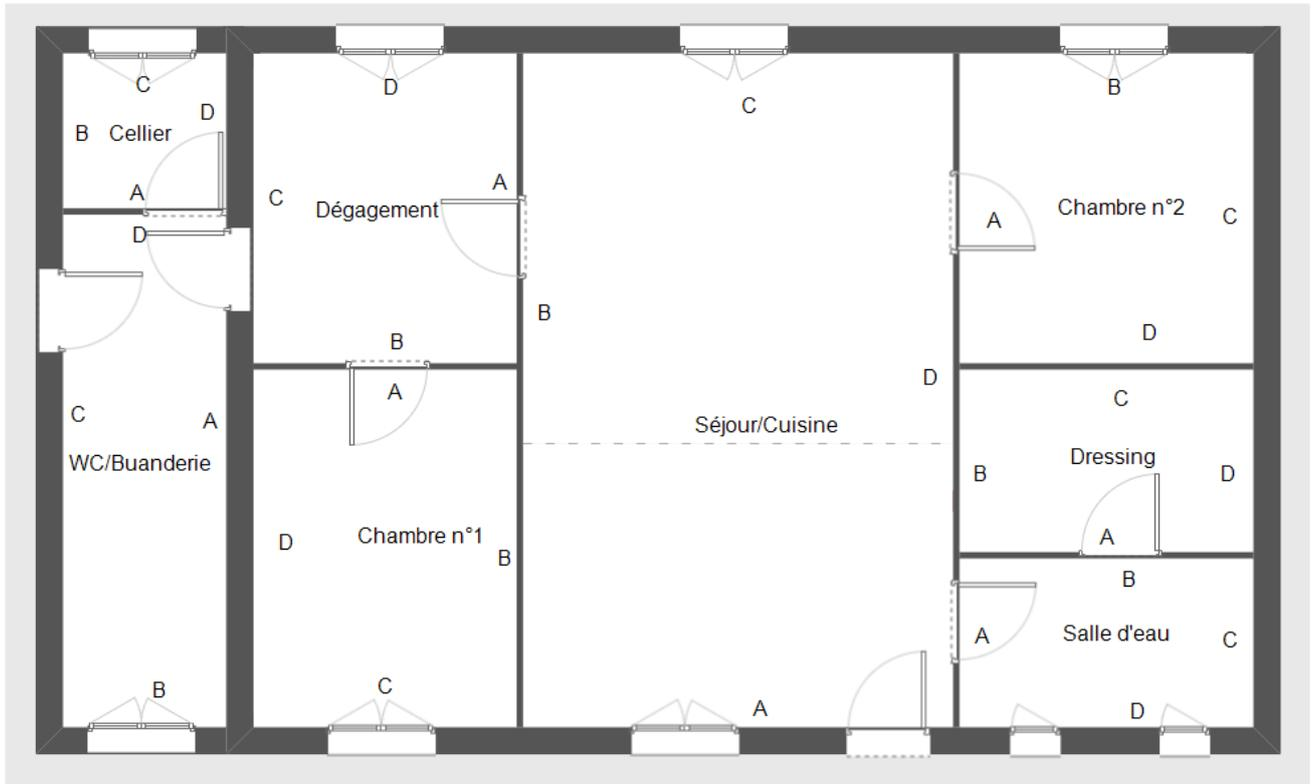 C
D
C
B
D
B Cellier
A
A
C
Dégagement
Chambre n°2
C
A
D
B
D
B
D
A
C
C
A
Séjour/Cuisine
WC/Buanderie
Dressing
B
D
Chambre n°1
D
B
A
B
A
Salle d'eau
C
B
C
A
D